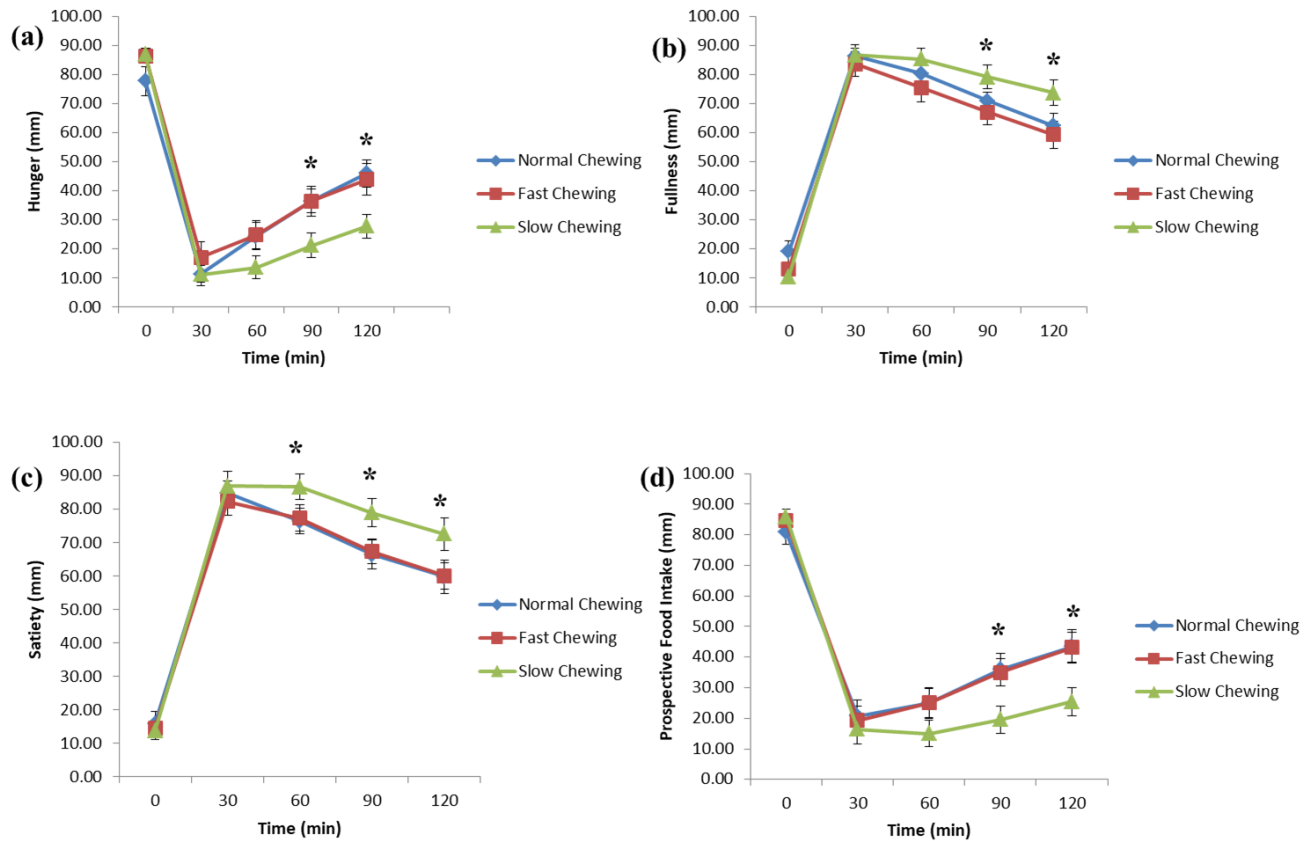 (a)
Hunger (mm)
100.00
90.00
80.00
70.00
60.00
50.00
40.00
30.00
20.00
10.00
0.00
* *
0 30 60 90 120
Time (min)
Normal Chewing
Fast Chewing
Slow Chewing
(b)
Fullness (mm)
100.00
90.00
80.00
70.00
60.00
50.00
40.00
30.00
20.00
10.00
0.00
* *
0 30 60 90 120
Time (min)
Normal Chewing
Fast Chewing
Slow Chewing
(c)
Satiety (mm)
100.00
90.00
80.00
70.00
60.00
50.00
40.00
30.00
20.00
10.00
0.00
* * *
0 30 60 90 120
Time (min)
Normal Chewing
Fast Chewing
Slow Chewing
(d)
Prospective Food Intake (mm)
100.00
90.00
80.00
70.00
60.00
50.00
40.00
30.00
20.00
10.00
0.00
* *
0 30 60 90 120
Time (min)
Normal Chewing
Fast Chewing
Slow Chewing